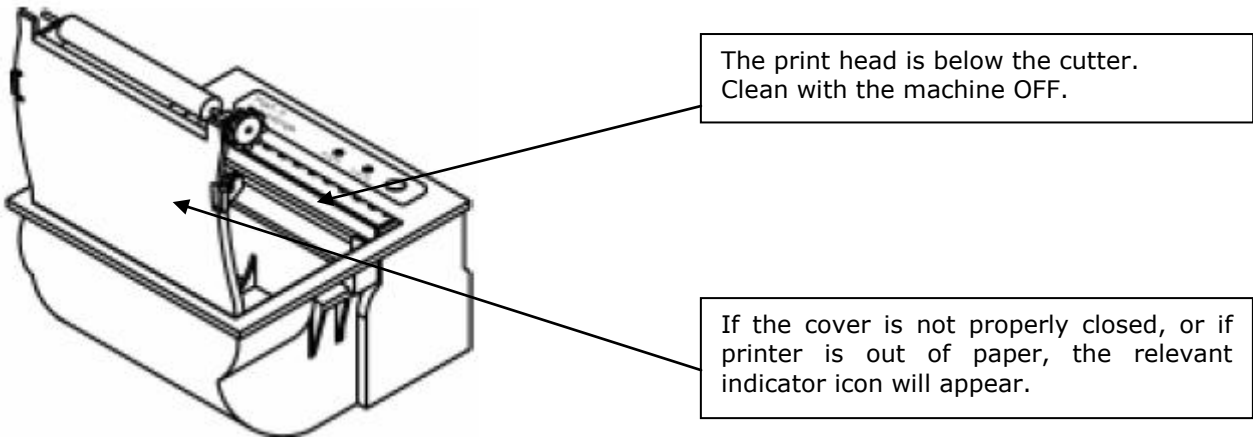 The print head is below the cutter.
Clean with the machine OFF.
If the cover is not properly closed, or if
printer is out of paper, the relevant
indicator icon will appear.